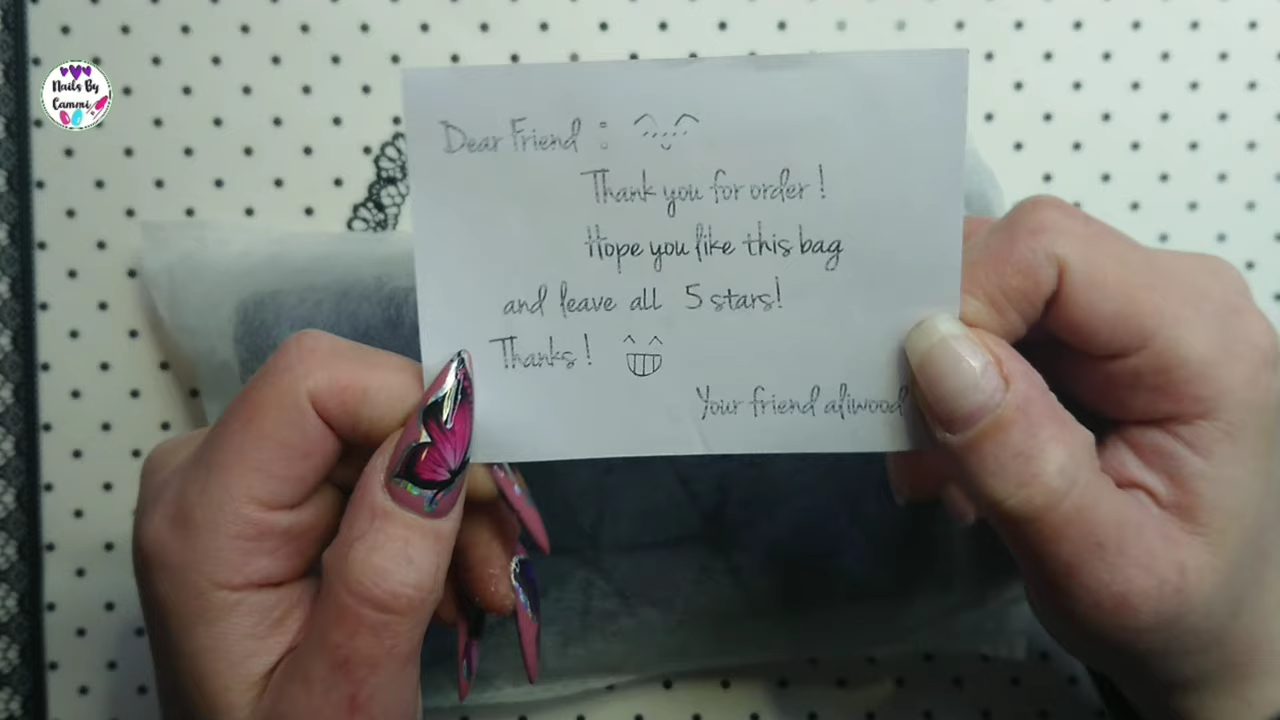 Nails By
Cammi
Dear Friend :
Thank you for order !
Hope you like this bag
and leave all 5 stars!
Thanks !
Your friend aliwood